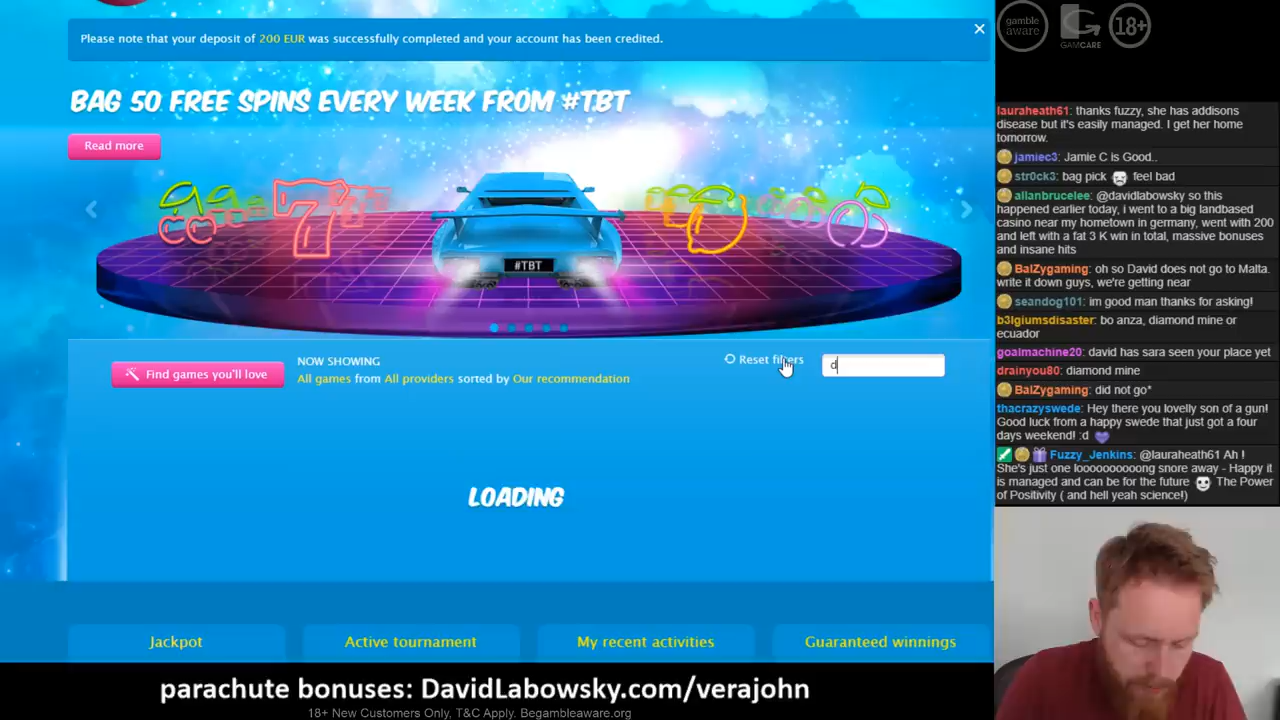 Please note that your deposit of 200 EUR was successfully completed and your account has been credited.
BAG 50 FREE SPINS EVERY WEEK FROM #TBT
Read more
#TBT
Find games you'll love
NOW SHOWING
All games from All providers sorted by Our recommendation
Reset filters
d
LOADING
Jackpot
Active tournament
My recent activities
Guaranteed winnings
parachute bonuses: DavidLabowsky.com/verajohn
18+ New Customers Only, T&C Apply. Begambleaware.org
gamble
aware
GAMCARE
18+
lauraheath61: thanks fuzzy, she has addisons
disease but it's easily managed. I get her home
tomorrow.
jamiec3: Jamie C is Good..
str0ck3: bag pick feel bad
allanbrucelee: @davidlabowsky so this
happened earlier today, i went to a big landbased
casino near my hometown in germany, went with 200
and left with a fat 3 K win in total, massive bonuses
and insane hits
BalZygaming: oh so David does not go to Malta.
write it down guys, we're getting near
seandog101: im good man thanks for asking!
b3lgiumsdisaster: bo anza, diamond mine or
ecuador
goalmachine20: david has sara seen your place yet
drainyou80: diamond mine
BalZygaming: did not go*
thacrazyswede: Hey there you lovelly son of a gun!
Good luck from a happy swede that just got a four
days weekend! :d
Fuzzy_Jenkins: @lauraheath61 Ah !
She's just one looooooooong snore away - Happy it
is managed and can be for the future The Power
of Positivity ( and hell yeah science!)